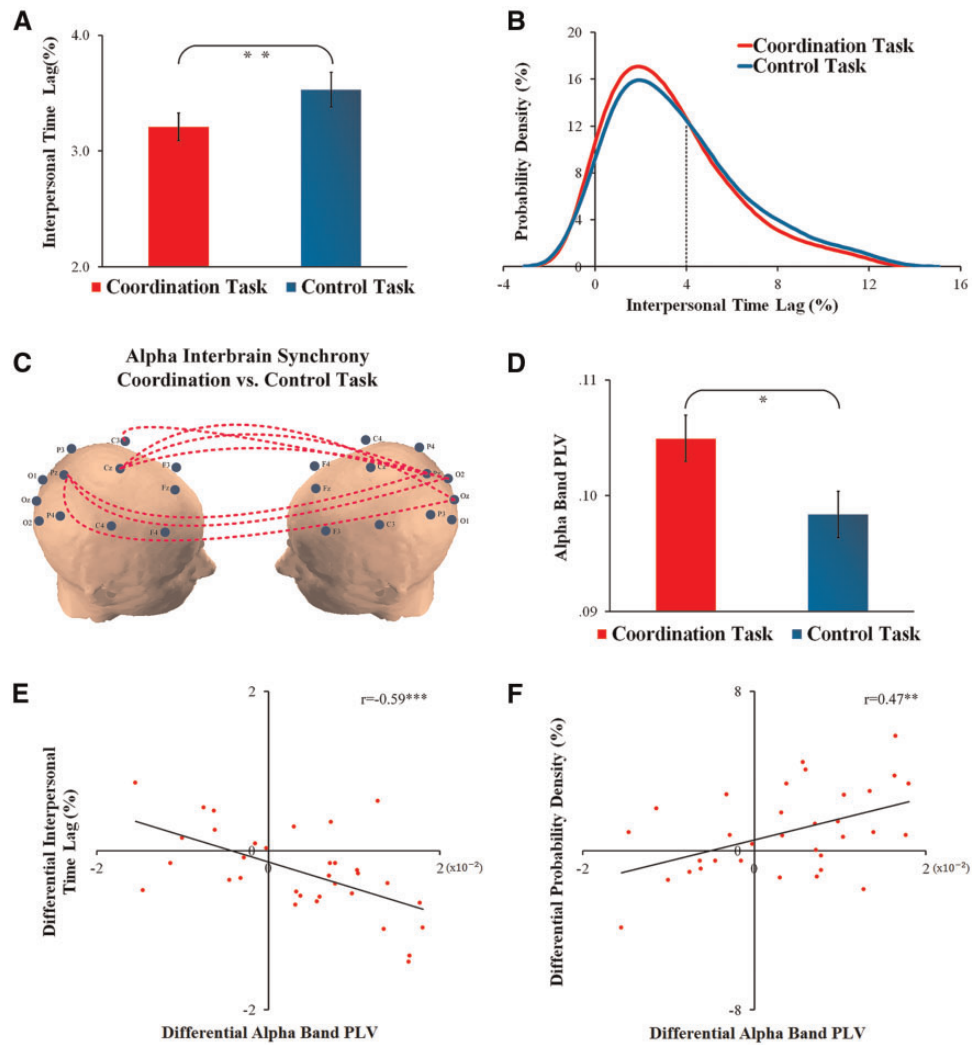 A
Interpersonal Time Lag(%)
4.0
3.0
2.0
* *
Coordination Task
Control Task
B
Probability Density (%)
20
16
12
8
4
0
-4
0
4
8
12
16
Interpersonal Time Lag (%)
Coordination Task
Control Task
C
Alpha Interbrain Synchrony
Coordination vs. Control Task
P3
C3
O1
Pz
Cz
F3
Oz
Fz
O2
P4
C4
F4
C4
P4
F4
Cz
Pz
O2
Fz
Oz
P3
O1
F3
C3
D
Alpha Band PLV
.11
.10
.09
*
Coordination Task
Control Task
E
Differential Interpersonal
Time Lag (%)
2
r=-0.59***
0
-2
0
2 (x10⁻²)
-2
Differential Alpha Band PLV
F
Differential Probability Density (%)
8
r=0.47**
0
-2
0
2 (x10⁻²)
-8
Differential Alpha Band PLV